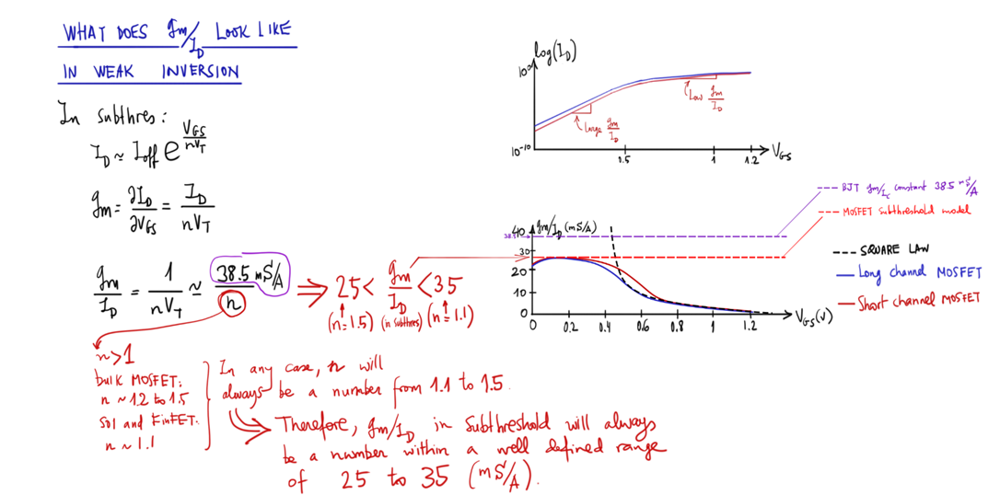 WHAT DOES gm/ID LOOK LIKE
IN WEAK INVERSION
In subthres:
ID ~ Ioff e^(VGS/nVT)
gm = ∂ID/∂VGS = ID/nVT
gm/ID = 1/nVT ≃ 38.5 mS/A / n ⇒ 25 < gm/ID < 35
(n=1.5) (in subthres) (n=1.1)
n>1
bulk MOSFET:
n ~ 1.2 to 1.5
SOI and FinFET:
n ~ 1.1
In any case, n will
always be a number from 1.1 to 1.5.
Therefore, gm/ID in subthreshold will always
be a number within a well defined range
of 25 to 35 (mS/A).
log(ID)
10^0
Low gm/ID
Large gm/ID
10^-10
0.5 1 1.2 VGS
BJT gm/Ic constant 38.5 mS/A
MOSFET Subthreshold model
40 gm/ID (mS/A)
38.5
30
20
10
0
0 0.2 0.4 0.6 0.8 1 1.2 VGS(V)
SQUARE LAW
Long channel MOSFET
Short channel MOSFET